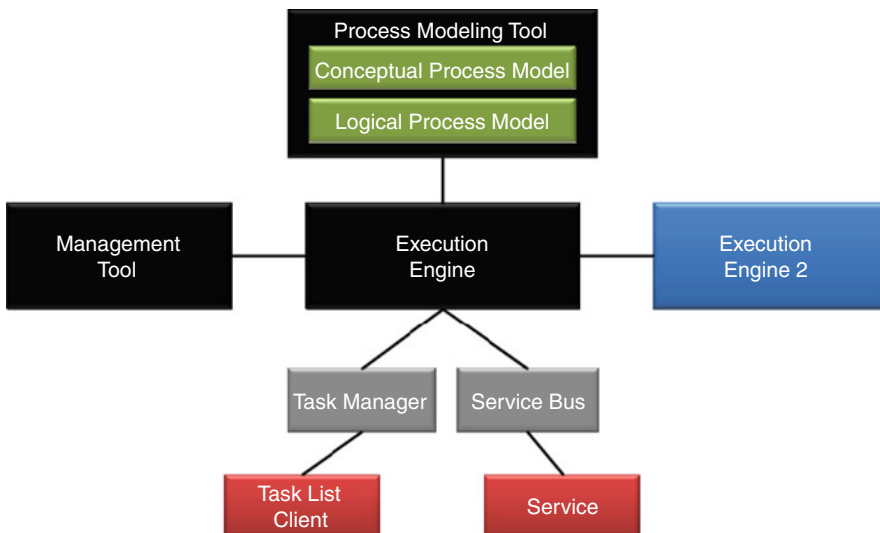 Process Modeling Tool
Conceptual Process Model
Logical Process Model
Management
Tool
Execution
Engine
Execution
Engine 2
Task Manager
Service Bus
Task List
Client
Service